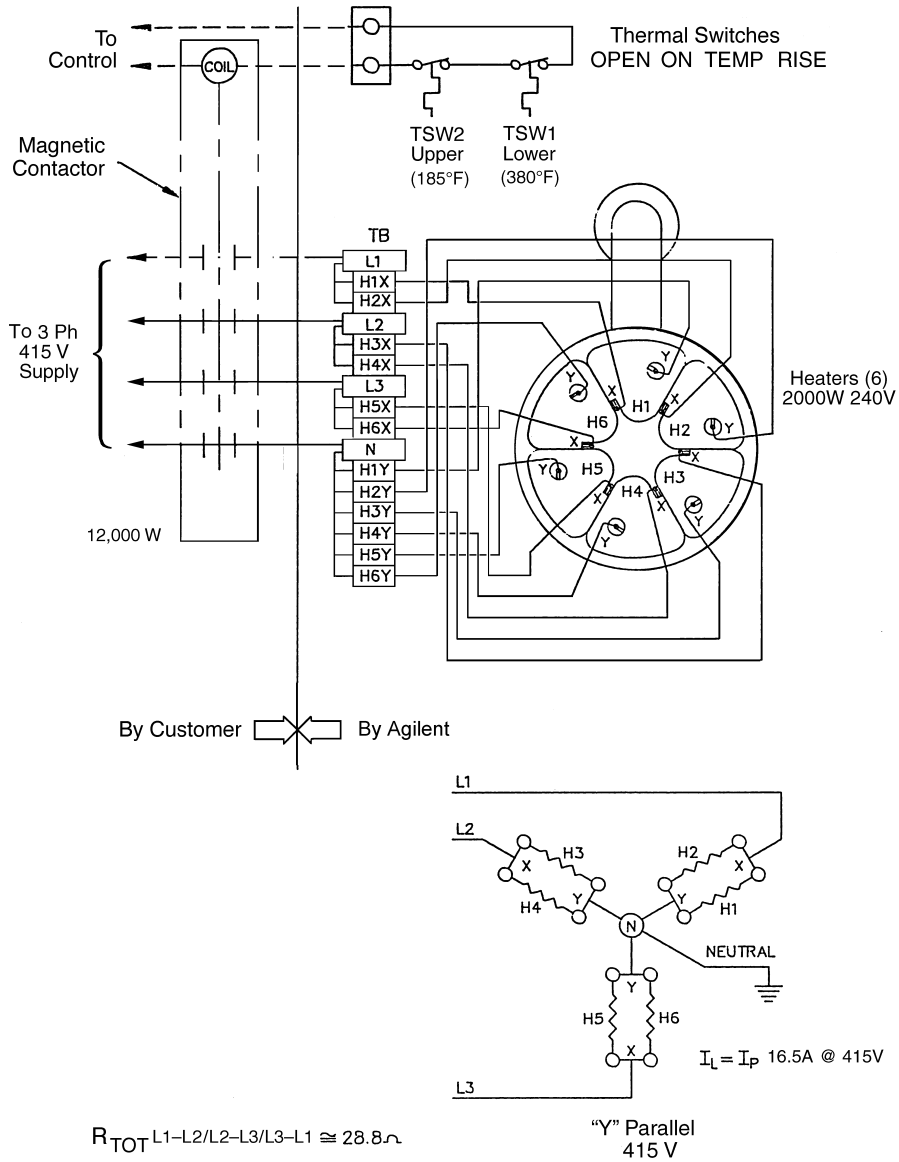 To
Control
COIL
Thermal Switches
OPEN ON TEMP RISE
TSW2
Upper
(185°F)
TSW1
Lower
(380°F)
Magnetic
Contactor
TB
L1
H1X
H2X
L2
H3X
H4X
L3
H5X
H6X
N
H1Y
H2Y
H3Y
H4Y
H5Y
H6Y
To 3 Ph
415 V
Supply
12,000 W
Heaters (6)
2000W 240V
Y
X
H1
Y
X
H2
Y
X
H3
Y
X
H4
Y
X
H5
Y
X
H6
By Customer
By Agilent
L1
L2
H3
X
Y
H4
H2
X
Y
H1
N
NEUTRAL
Y
H5
H6
X
L3
IL = IP 16.5A @ 415V
RTOT L1–L2/L2–L3/L3–L1 ≅ 28.8Ω
“Y” Parallel
415 V